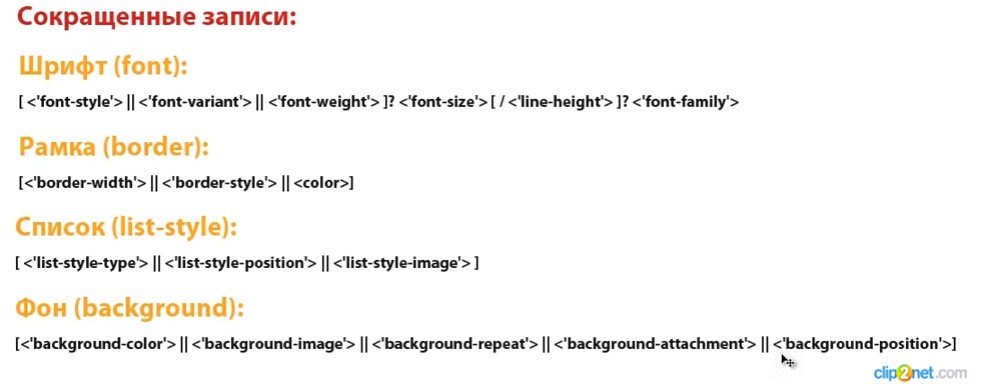 Сокращенные записи:
Шрифт (font):
[ <'font-style'> || <'font-variant'> || <'font-weight'> ]? <'font-size'> [ / <'line-height'> ]? <'font-family'>
Рамка (border):
[<'border-width'> || <'border-style'> || <color>]
Список (list-style):
[ <'list-style-type'> || <'list-style-position'> || <'list-style-image'> ]
Фон (background):
[<'background-color'> || <'background-image'> || <'background-repeat'> || <'background-attachment'> || <'background-position'>]
clip2net.com